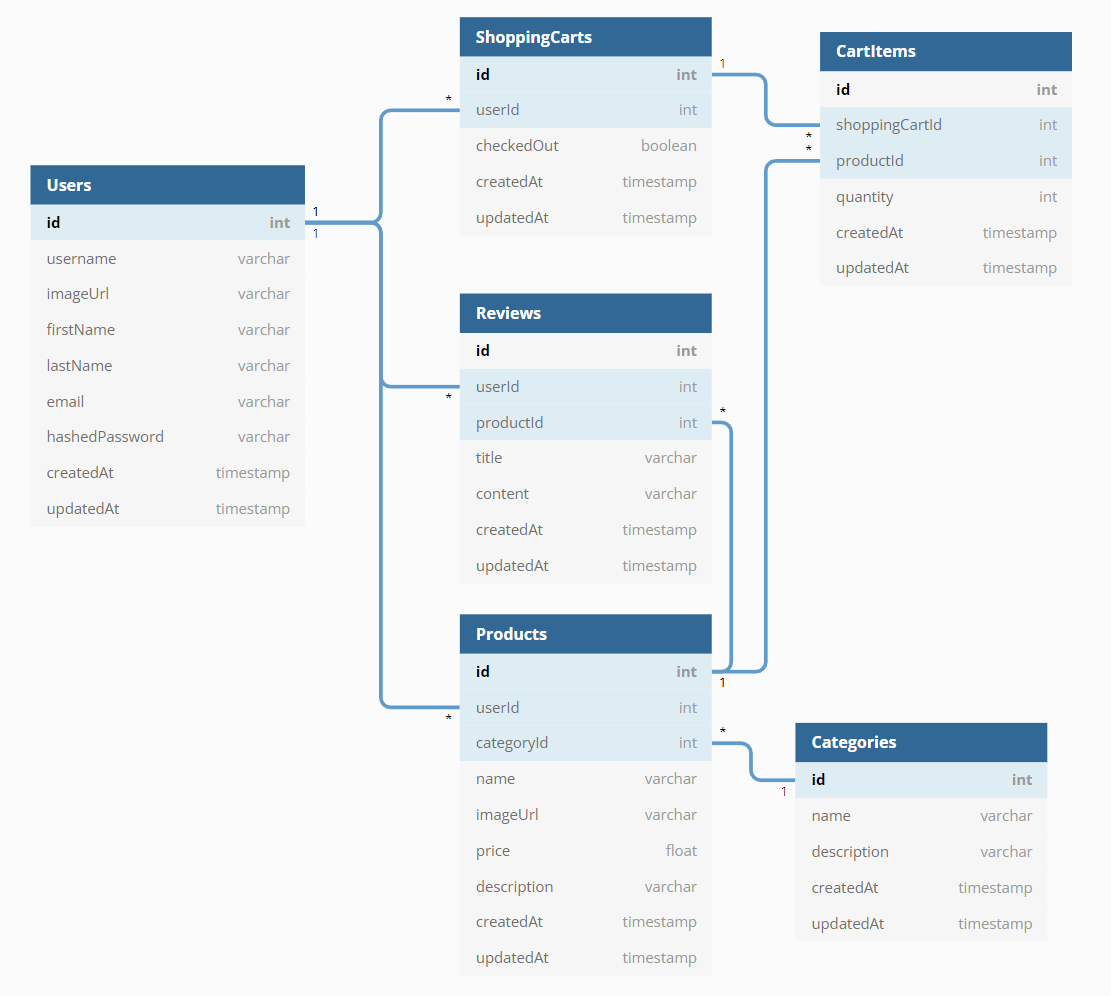 Users
id int
username varchar
imageUrl varchar
firstName varchar
lastName varchar
email varchar
hashedPassword varchar
createdAt timestamp
updatedAt timestamp
1
1
ShoppingCarts
id int
userId int
checkedOut boolean
createdAt timestamp
updatedAt timestamp
*
1
CartItems
id int
shoppingCartId int
productId int
quantity int
createdAt timestamp
updatedAt timestamp
*
*
Reviews
id int
userId int
productId int
title varchar
content varchar
createdAt timestamp
updatedAt timestamp
*
*
Products
id int
userId int
categoryId int
name varchar
imageUrl varchar
price float
description varchar
createdAt timestamp
updatedAt timestamp
*
1
*
Categories
id int
name varchar
description varchar
createdAt timestamp
updatedAt timestamp
1